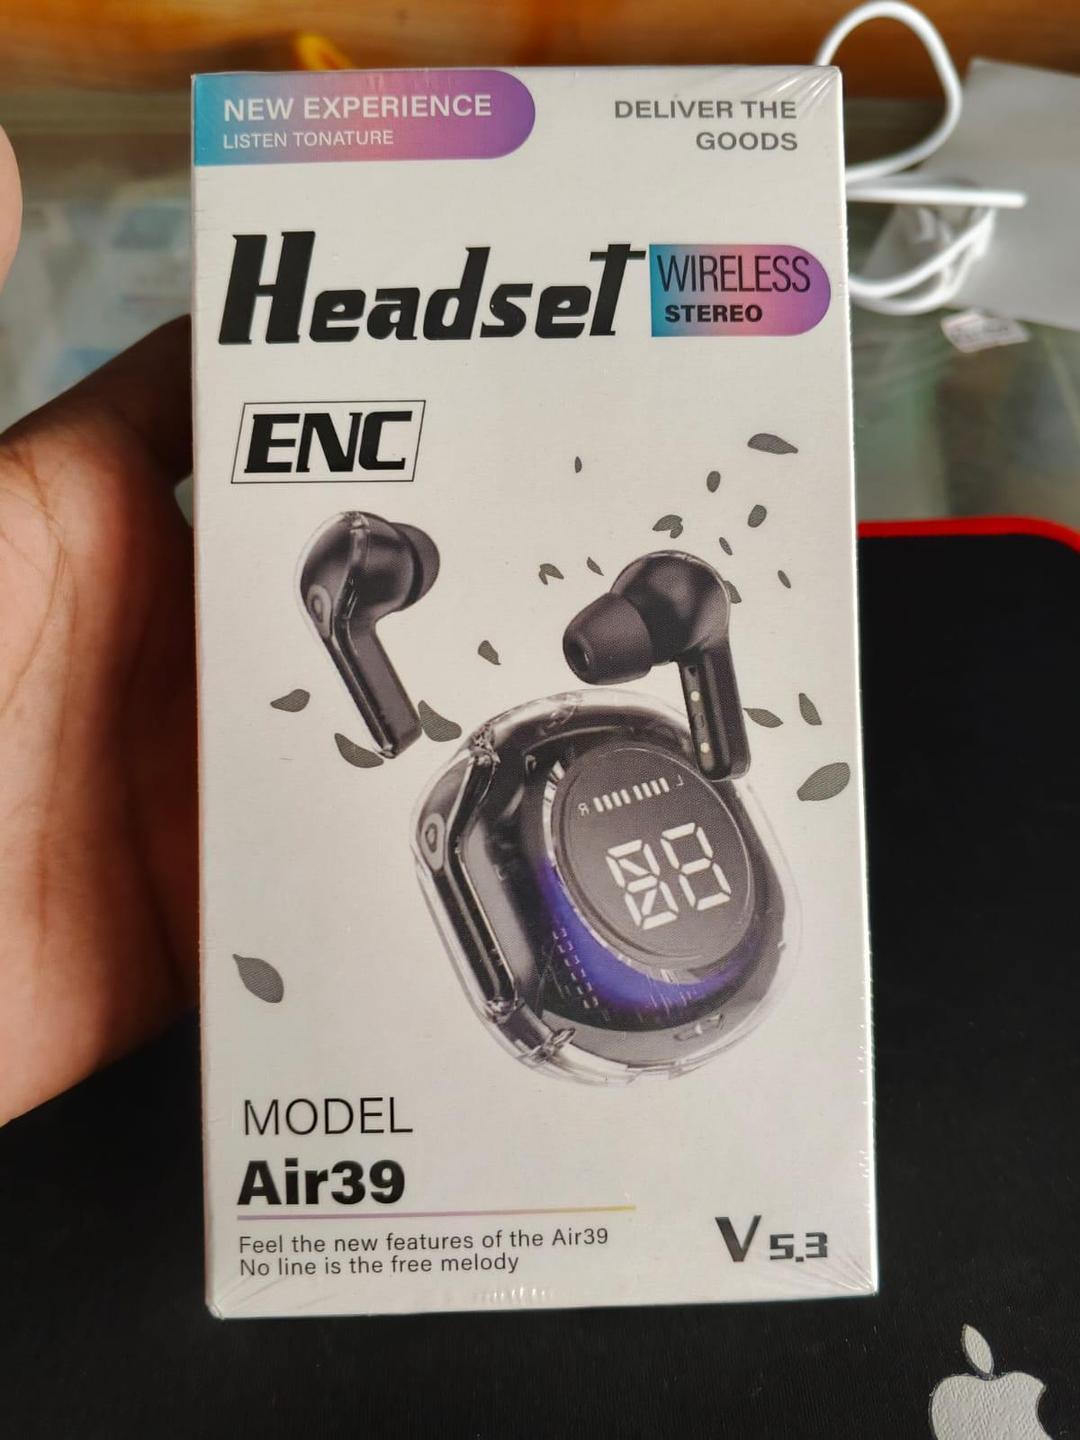 NEW EXPERIENCE
LISTEN TONATURE
DELIVER THE
GOODS
Headset
WIRELESS
STEREO
ENC
R L
88
MODEL
Air39
Feel the new features of the Air39
No line is the free melody
V 5.3